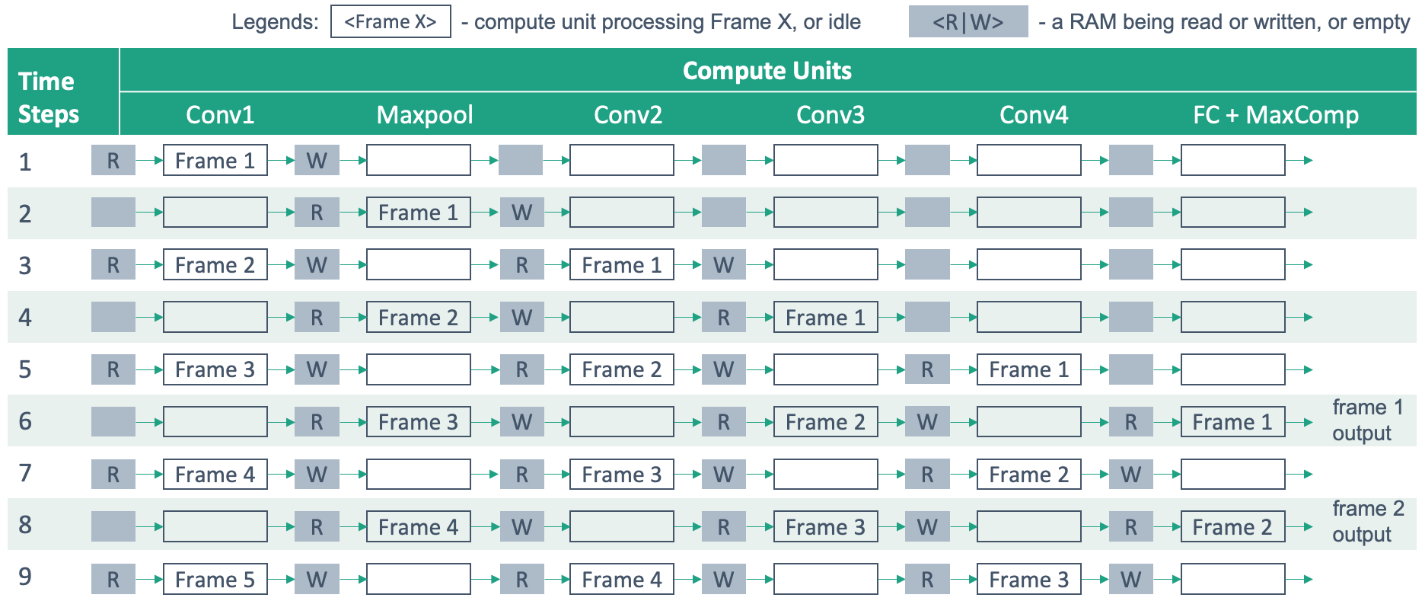 Legends: <Frame X> - compute unit processing Frame X, or idle <R|W> - a RAM being read or written, or empty
Time Steps Compute Units
Conv1 Maxpool Conv2 Conv3 Conv4 FC + MaxComp
1 R Frame 1 W
2 R Frame 1 W
3 R Frame 2 W R Frame 1 W
4 R Frame 2 W R Frame 1
5 R Frame 3 W R Frame 2 W R Frame 1
6 R Frame 3 W R Frame 2 W R Frame 1 frame 1 output
7 R Frame 4 W R Frame 3 W R Frame 2 W
8 R Frame 4 W R Frame 3 W R Frame 2 frame 2 output
9 R Frame 5 W R Frame 4 W R Frame 3 W